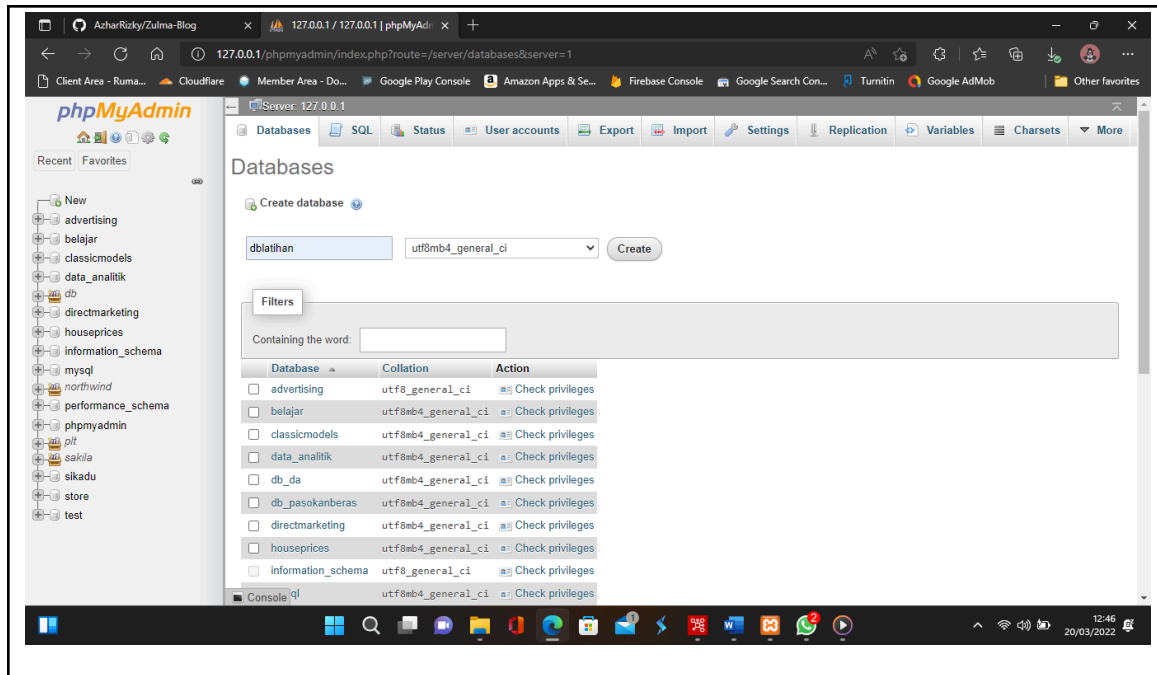 AzharRizky/Zulma-Blog
127.0.0.1 / 127.0.0.1 | phpMyAdn
127.0.0.1/phpmyadmin/index.php?route=/server/databases&server=1
Client Area - Ruma... Cloudflare Member Area - Do... Google Play Console Amazon Apps & Se... Firebase Console Google Search Con... Turnitin Google AdMob Other favorites
phpMyAdmin
Recent Favorites
New
advertising
belajar
classicmodels
data_analitik
db
directmarketing
houseprices
information_schema
mysql
northwind
performance_schema
phpmyadmin
plt
sakila
sikadu
store
test
Server: 127.0.0.1
Databases SQL Status User accounts Export Import Settings Replication Variables Charsets More
Databases
Create database
dblatihan utf8mb4_general_ci Create
Filters
Containing the word:
Database Collation Action
advertising utf8_general_ci Check privileges
belajar utf8mb4_general_ci Check privileges
classicmodels utf8mb4_general_ci Check privileges
data_analitik utf8mb4_general_ci Check privileges
db_da utf8mb4_general_ci Check privileges
db_pasokanberas utf8mb4_general_ci Check privileges
directmarketing utf8mb4_general_ci Check privileges
houseprices utf8mb4_general_ci Check privileges
information_schema utf8_general_ci Check privileges
ql utf8mb4_general_ci Check privileges
Console
1
2
12:46
20/03/2022